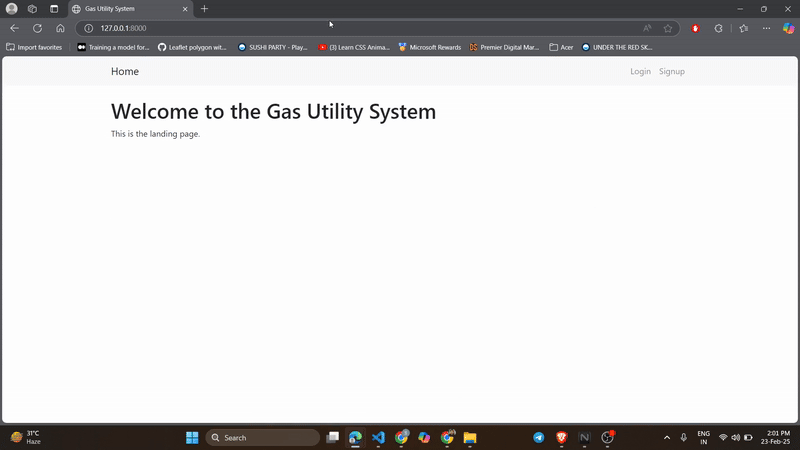 Gas Utility System
127.0.0.1:8000
Import favorites
Training a model for...
Leaflet polygon wit...
SUSHI PARTY - Play...
(3) Learn CSS Anima...
Microsoft Rewards
Premier Digital Mar...
Acer
UNDER THE RED SK...
Home
Login
Signup
Welcome to the Gas Utility System
This is the landing page.
31°C
Haze
Search
ENG
IN
2:01 PM
23-Feb-25